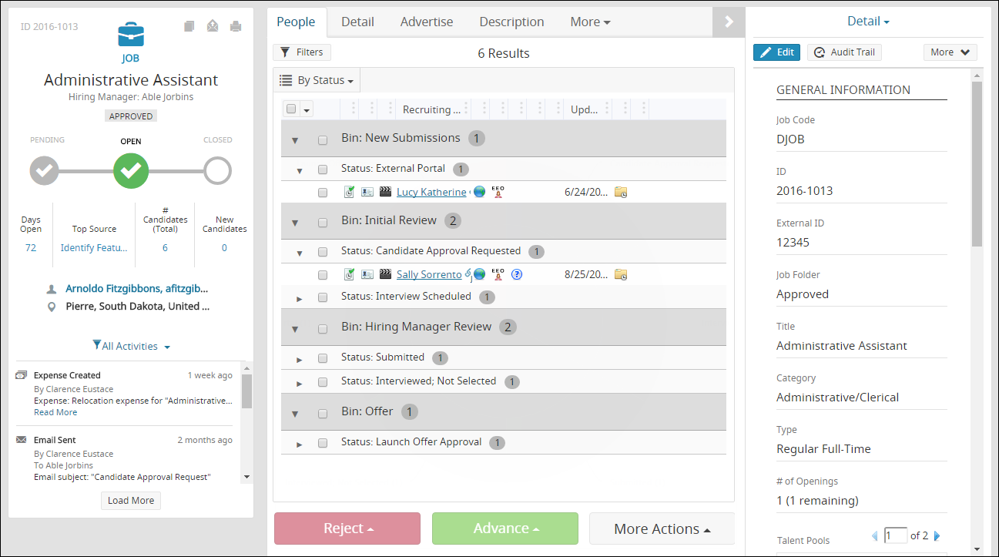 ID 2016-1013
JOB
Administrative Assistant
Hiring Manager: Able Jorbins
APPROVED
PENDING
OPEN
CLOSED
Days Open
Top Source
# Candidates (Total)
New Candidates
72
Identify Featu...
6
0
Arnoldo Fitzgibbons, afitzgib...
Pierre, South Dakota, United ...
All Activities
Expense Created
1 week ago
By Clarence Eustace
Expense: Relocation expense for "Administrative...
Read More
Email Sent
2 months ago
By Clarence Eustace
To Able Jorbins
Email subject: "Candidate Approval Request"
Load More
People
Detail
Advertise
Description
More
Filters
6 Results
By Status
Recruiting ...
Upd...
Bin: New Submissions 1
Status: External Portal 1
Lucy Katherine EEO 6/24/20...
Bin: Initial Review 2
Status: Candidate Approval Requested 1
Sally Sorrento EEO ? 8/25/20...
Status: Interview Scheduled 1
Bin: Hiring Manager Review 2
Status: Submitted 1
Status: Interviewed; Not Selected 1
Bin: Offer 1
Status: Launch Offer Approval 1
Reject
Advance
More Actions
Detail
Edit
Audit Trail
More
GENERAL INFORMATION
Job Code
DJOB
ID
2016-1013
External ID
12345
Job Folder
Approved
Title
Administrative Assistant
Category
Administrative/Clerical
Type
Regular Full-Time
# of Openings
1 (1 remaining)
Talent Pools
1 of 2